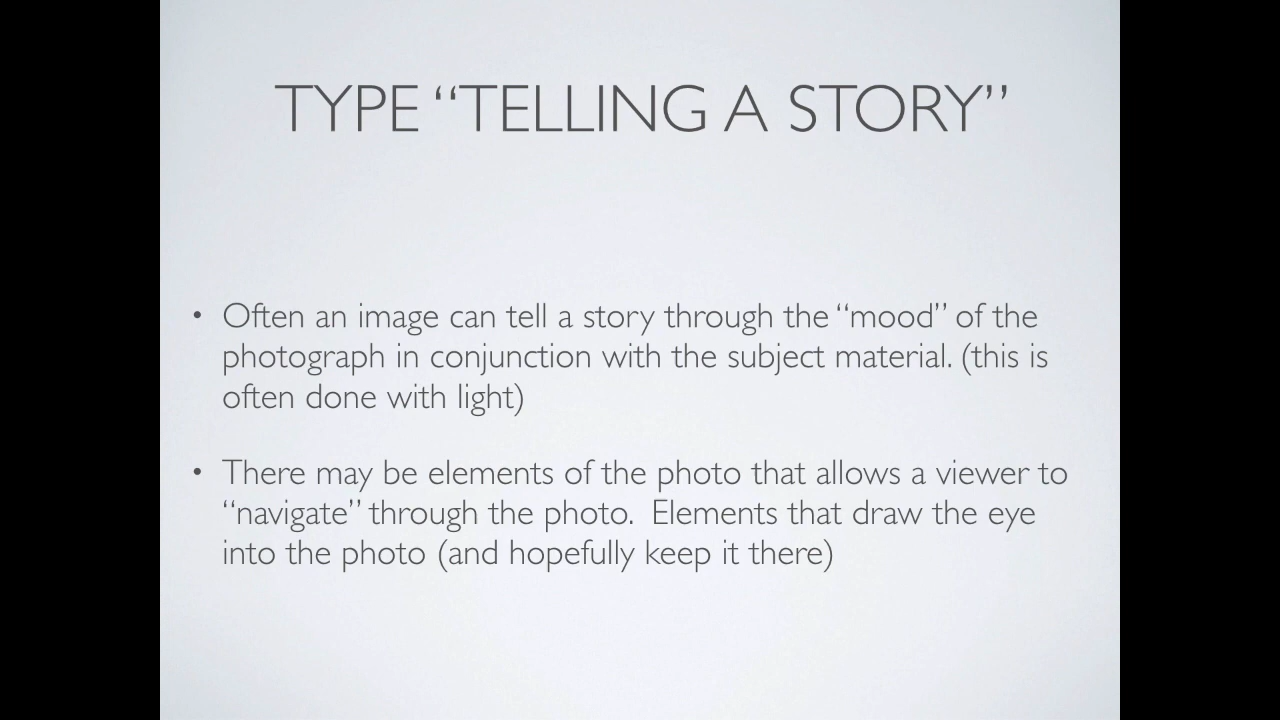 TYPE “TELLING A STORY”
• Often an image can tell a story through the “mood” of the
photograph in conjunction with the subject material. (this is
often done with light)
• There may be elements of the photo that allows a viewer to
“navigate” through the photo.  Elements that draw the eye
into the photo (and hopefully keep it there)